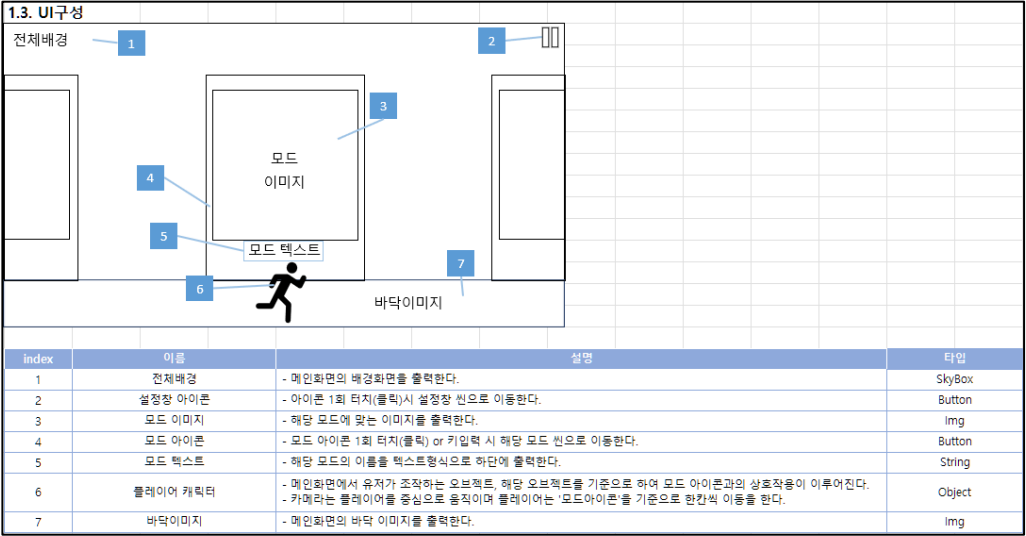 1.3. UI구성
전체배경
1
2
3
모드
이미지
4
5
모드 텍스트
7
6
바닥이미지
index 이름 설명 타입
1 전체배경 - 메인화면의 배경화면을 출력한다. SkyBox
2 설정창 아이콘 - 아이콘 1회 터치(클릭)시 설정창 씬으로 이동한다. Button
3 모드 이미지 - 해당 모드에 맞는 이미지를 출력한다. Img
4 모드 아이콘 - 모드 아이콘 1회 터치(클릭) or 키입력 시 해당 모드 씬으로 이동한다. Button
5 모드 텍스트 - 해당 모드의 이름을 텍스트형식으로 하단에 출력한다. String
6 플레이어 캐릭터 - 메인화면에서 유저가 조작하는 오브젝트, 해당 오브젝트를 기준으로 하여 모드 아이콘과의 상호작용이 이루어진다. Object
- 카메라는 플레이어를 중심으로 움직이며 플레이어는 '모드아이콘'을 기준으로 한칸씩 이동을 한다.
7 바닥이미지 - 메인화면의 바닥 이미지를 출력한다. Img